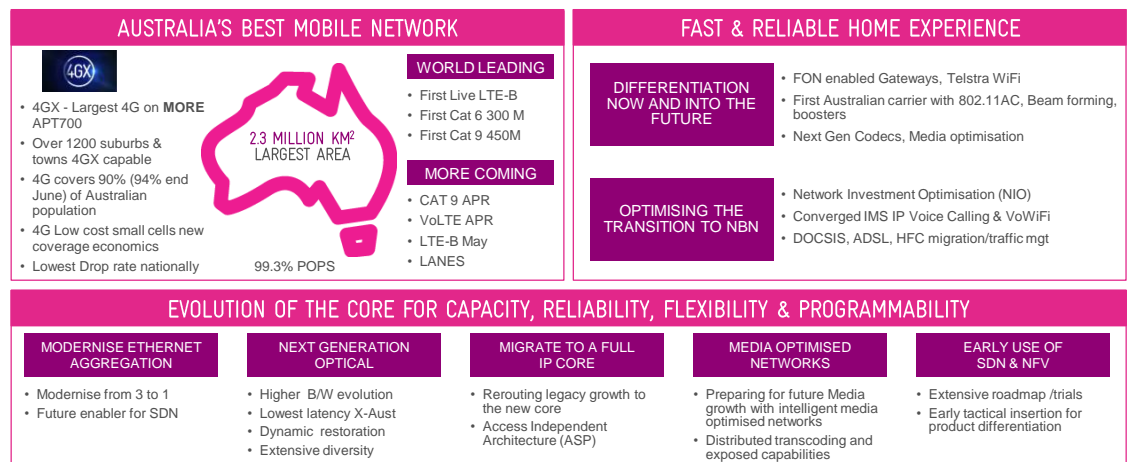 AUSTRALIA'S BEST MOBILE NETWORK
4GX
• 4GX - Largest 4G on MORE
APT700
• Over 1200 suburbs &
towns 4GX capable
• 4G covers 90% (94% end
June) of Australian
population
• 4G Low cost small cells new
coverage economics
• Lowest Drop rate nationally
2.3 MILLION KM²
LARGEST AREA
99.3% POPS
WORLD LEADING
• First Live LTE-B
• First Cat 6 300 M
• First Cat 9 450M
MORE COMING
• CAT 9 APR
• VoLTE APR
• LTE-B May
• LANES
FAST & RELIABLE HOME EXPERIENCE
DIFFERENTIATION
NOW AND INTO THE
FUTURE
• FON enabled Gateways, Telstra WiFi
• First Australian carrier with 802.11AC, Beam forming,
boosters
• Next Gen Codecs, Media optimisation
OPTIMISING THE
TRANSITION TO NBN
• Network Investment Optimisation (NIO)
• Converged IMS IP Voice Calling & VoWiFi
• DOCSIS, ADSL, HFC migration/traffic mgt
EVOLUTION OF THE CORE FOR CAPACITY, RELIABILITY, FLEXIBILITY & PROGRAMMABILITY
MODERNISE ETHERNET
AGGREGATION
• Modernise from 3 to 1
• Future enabler for SDN
NEXT GENERATION
OPTICAL
• Higher B/W evolution
• Lowest latency X-Aust
• Dynamic restoration
• Extensive diversity
MIGRATE TO A FULL
IP CORE
• Rerouting legacy growth to
the new core
• Access Independent
Architecture (ASP)
MEDIA OPTIMISED
NETWORKS
• Preparing for future Media
growth with intelligent media
optimised networks
• Distributed transcoding and
exposed capabilities
EARLY USE OF
SDN & NFV
• Extensive roadmap /trials
• Early tactical insertion for
product differentiation